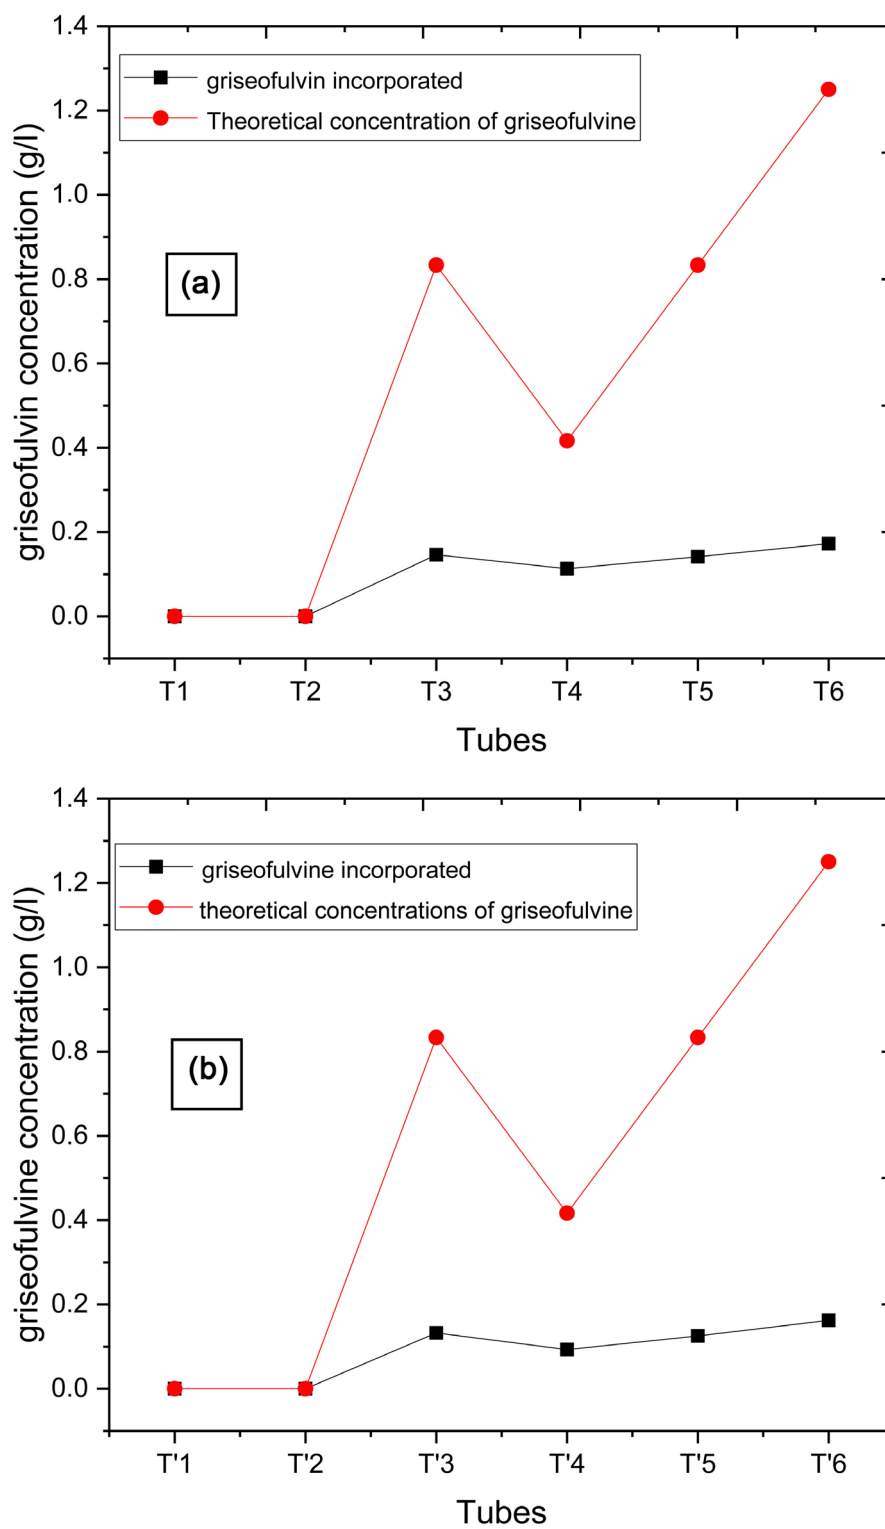 1.4
1.2
1.0
0.8
0.6
0.4
0.2
0.0
griseofulvin concentration (g/l)
griseofulvin incorporated
Theoretical concentration of griseofulvine
(a)
T1 T2 T3 T4 T5 T6
Tubes
1.4
1.2
1.0
0.8
0.6
0.4
0.2
0.0
griseofulvine concentration (g/l)
griseofulvine incorporated
theoretical concentrations of griseofulvine
(b)
T'1 T'2 T'3 T'4 T'5 T'6
Tubes